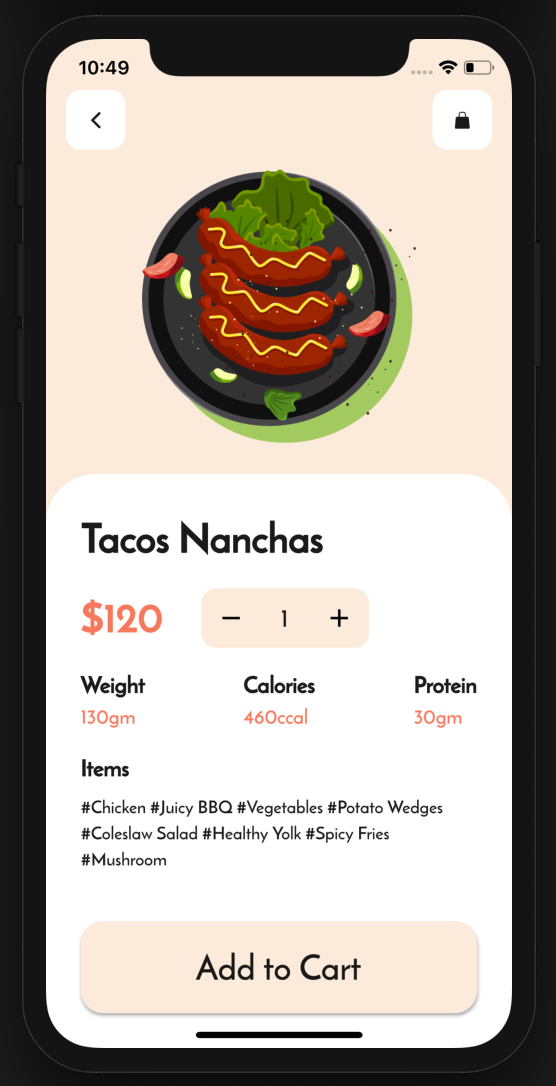 10:49
Tacos Nanchas
$120 − 1 +
Weight Calories Protein
130gm 460ccal 30gm
Items
#Chicken #Juicy BBQ #Vegetables #Potato Wedges
#Coleslaw Salad #Healthy Yolk #Spicy Fries
#Mushroom
Add to Cart